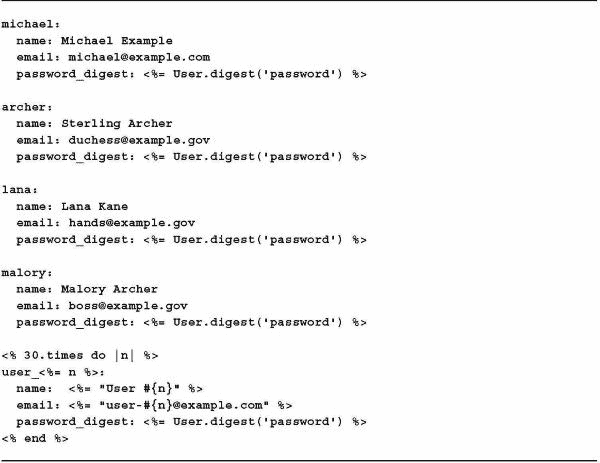 michael:
  name: Michael Example
  email: michael@example.com
  password_digest: <%= User.digest('password') %>

archer:
  name: Sterling Archer
  email: duchess@example.gov
  password_digest: <%= User.digest('password') %>

lana:
  name: Lana Kane
  email: hands@example.gov
  password_digest: <%= User.digest('password') %>

malory:
  name: Malory Archer
  email: boss@example.gov
  password_digest: <%= User.digest('password') %>

<% 30.times do |n| %>
user_<%= n %>:
  name:  <%= "User #{n}" %>
  email: <%= "user-#{n}@example.com" %>
  password_digest: <%= User.digest('password') %>
<% end %>